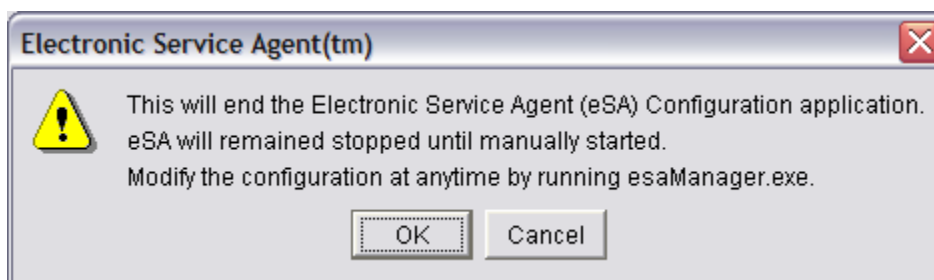 Electronic Service Agent(tm)
This will end the Electronic Service Agent (eSA) Configuration application.
eSA will remained stopped until manually started.
Modify the configuration at anytime by running esaManager.exe.
OK
Cancel